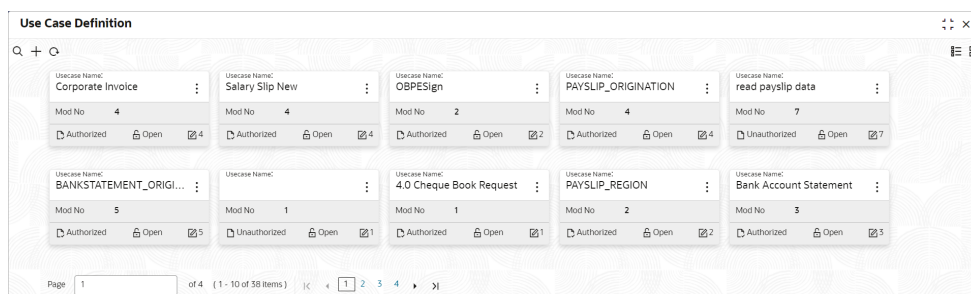 Use Case Definition
Usecase Name: Usecase Name: Usecase Name: Usecase Name: Usecase Name:
Corporate Invoice Salary Slip New OBPESign PAYSLIP_ORIGINATION read payslip data
Mod No 4 Mod No 4 Mod No 2 Mod No 4 Mod No 7
Authorized Open 4 Authorized Open 4 Authorized Open 2 Authorized Open 4 Unauthorized Open 7
Usecase Name: Usecase Name: Usecase Name: Usecase Name: Usecase Name:
BANKSTATEMENT_ORIGI... 4.0 Cheque Book Request PAYSLIP_REGION Bank Account Statement
Mod No 5 Mod No 1 Mod No 1 Mod No 2 Mod No 3
Authorized Open 5 Unauthorized Open 1 Authorized Open 1 Authorized Open 2 Authorized Open 3
Page 1 of 4 (1 - 10 of 38 items) 1 2 3 4